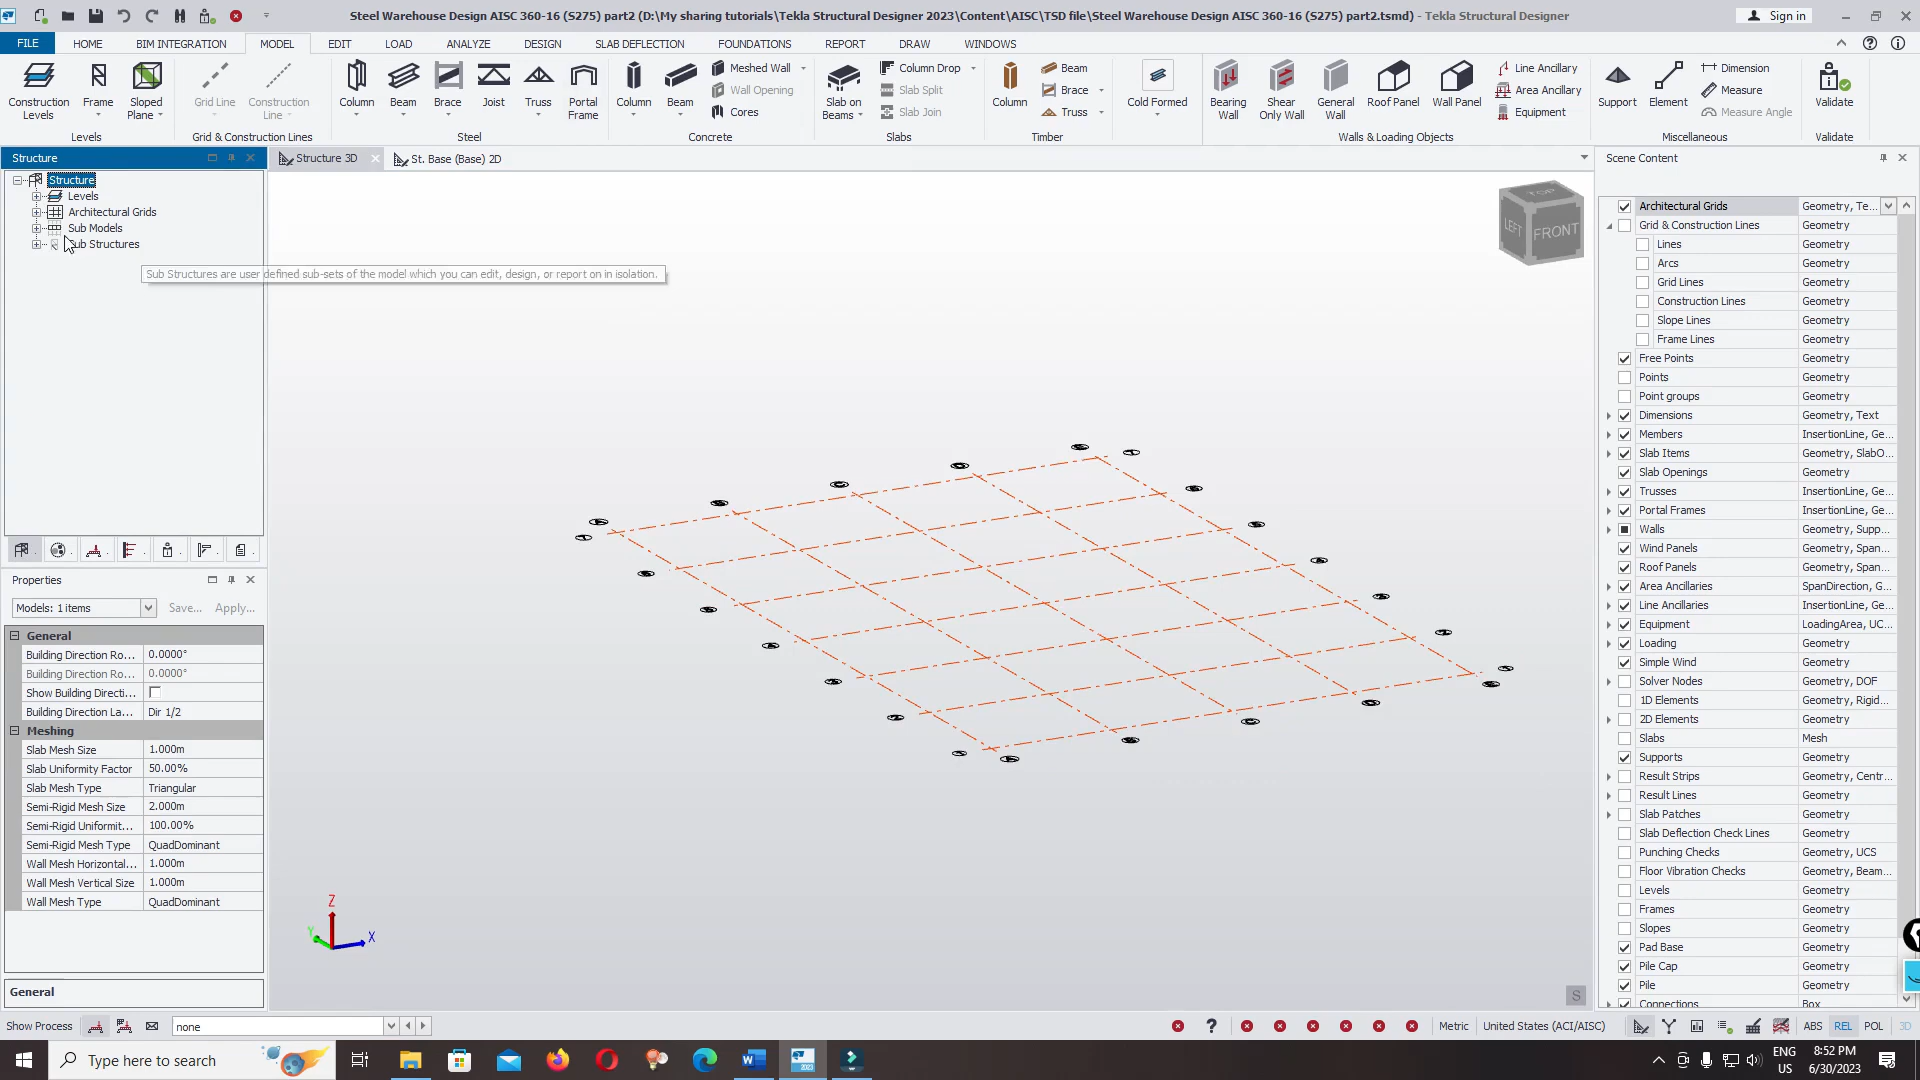 Steel Warehouse Design AISC 360-16 (S275) part2 (D:\My sharing tutorials\Tekla Structural Designer 2023\Content\AISC\TSD file\Steel Warehouse Design AISC 360-16 (S275) part2.tsmd) - Tekla Structural Designer
Sign in
FILE HOME BIM INTEGRATION MODEL EDIT LOAD ANALYZE DESIGN SLAB DEFLECTION FOUNDATIONS REPORT DRAW WINDOWS
Construction Levels
Frame
Sloped Plane
Levels
Grid Line
Construction Line
Grid & Construction Lines
Column
Beam
Brace
Joist
Truss
Portal Frame
Steel
Column
Beam
Meshed Wall
Wall Opening
Cores
Concrete
Slab on Beams
Column Drop
Slab Split
Slab Join
Slabs
Column
Beam
Brace
Truss
Timber
Cold Formed
Bearing Wall
Shear Only Wall
General Wall
Roof Panel
Wall Panel
Line Ancillary
Area Ancillary
Equipment
Walls & Loading Objects
Support
Element
Dimension
Measure
Measure Angle
Miscellaneous
Validate
Validate
Structure
Structure
Levels
Architectural Grids
Sub Models
Sub Structures
Sub Structures are user defined sub-sets of the model which you can edit, design, or report on in isolation.
Structure 3D
St. Base (Base) 2D
TOP
LEFT
FRONT
Z
Y
X
S
Properties
Models: 1 items
Save...
Apply...
General
Building Direction Ro... 0.0000°
Building Direction Ro... 0.0000°
Show Building Directi...
Building Direction La... Dir 1/2
Meshing
Slab Mesh Size 1.000m
Slab Uniformity Factor 50.00%
Slab Mesh Type Triangular
Semi-Rigid Mesh Size 2.000m
Semi-Rigid Uniformit... 100.00%
Semi-Rigid Mesh Type QuadDominant
Wall Mesh Horizontal... 1.000m
Wall Mesh Vertical Size 1.000m
Wall Mesh Type QuadDominant
General
Scene Content
Architectural Grids Geometry, Te...
Grid & Construction Lines Geometry
Lines Geometry
Arcs Geometry
Grid Lines Geometry
Construction Lines Geometry
Slope Lines Geometry
Frame Lines Geometry
Free Points Geometry
Points Geometry
Point groups Geometry
Dimensions Geometry, Text
Members InsertionLine, Ge...
Slab Items Geometry, SlabO...
Slab Openings Geometry
Trusses InsertionLine, Ge...
Portal Frames InsertionLine, Ge...
Walls Geometry, Supp...
Wind Panels Geometry, Span...
Roof Panels Geometry, Span...
Area Ancillaries SpanDirection, G...
Line Ancillaries InsertionLine, Ge...
Equipment LoadingArea, UC...
Loading Geometry
Simple Wind Geometry
Solver Nodes Geometry, DOF
1D Elements Geometry, Rigid...
2D Elements Geometry
Slabs Mesh
Supports Geometry
Result Strips Geometry, Centr...
Result Lines Geometry
Slab Patches Geometry
Slab Deflection Check Lines Geometry
Punching Checks Geometry, UCS
Floor Vibration Checks Geometry, Beam...
Levels Geometry
Frames Geometry
Slopes Geometry
Pad Base Geometry
Pile Cap Geometry
Pile Geometry
Connections Box
Show Process
none
Metric
United States (ACI/AISC)
ABS REL POL 3D
Type here to search
2023
ENG
US
8:52 PM
6/30/2023